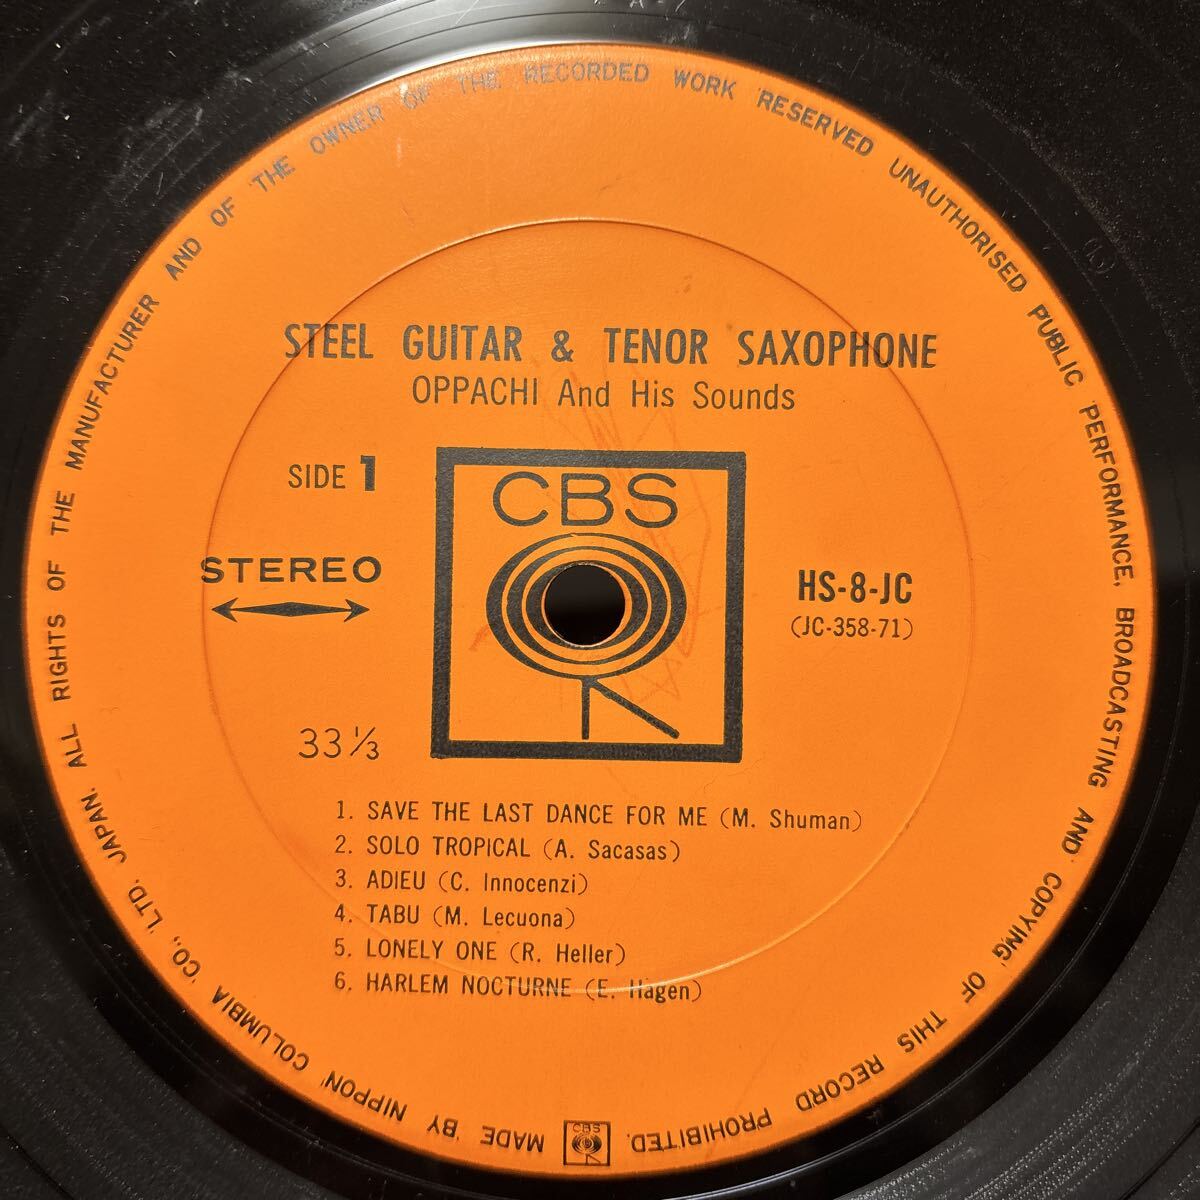 ALL RIGHTS OF THE MANUFACTURER AND OF THE OWNER OF THE RECORDED WORK RESERVED UNAUTHORISED PUBLIC PERFORMANCE, BROADCASTING AND COPYING OF THIS RECORD PROHIBITED.
STEEL GUITAR & TENOR SAXOPHONE
OPPACHI And His Sounds
SIDE 1
CBS
STEREO
HS-8-JC
(JC-358-71)
33 1/3
1. SAVE THE LAST DANCE FOR ME (M. Shuman)
2. SOLO TROPICAL (A. Sacasas)
3. ADIEU (C. Innocenzi)
4. TABU (M. Lecuona)
5. LONELY ONE (R. Heller)
6. HARLEM NOCTURNE (E. Hagen)
CBS
MADE BY NIPPON COLUMBIA CO., LTD. JAPAN.